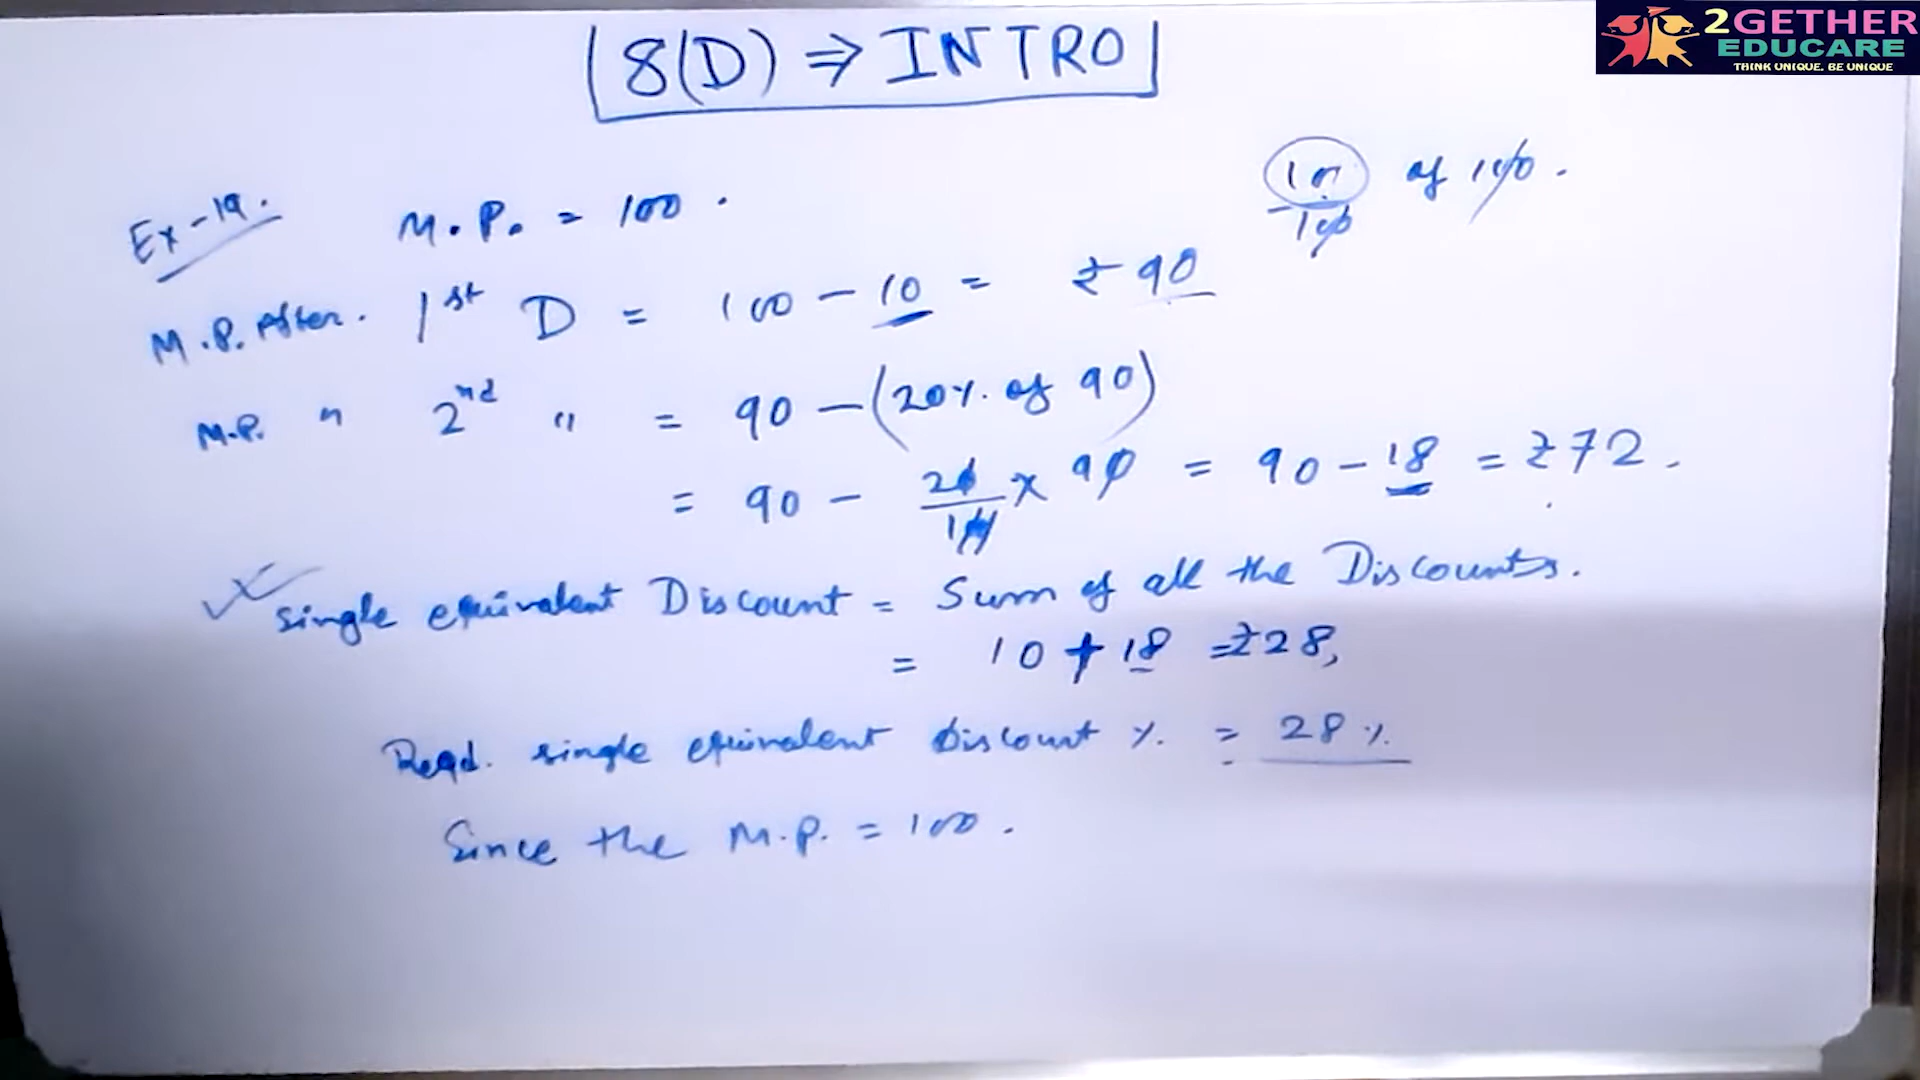 2GETHER
EDUCARE
THINK UNIQUE. BE UNIQUE
8(D) ⇒ INTRO
Ex-19.
M.P. = 100.
10/100 of 100.
M.P. After 1st D = 100 - 10 = ₹ 90
M.P. " 2nd " = 90 - (20% of 90)
= 90 - 20/100 x 90 = 90 - 18 = ₹72.
single equivalent Discount = Sum of all the Discounts.
= 10 + 18 = ₹28,
Reqd. single equivalent Discount % = 28%
Since the M.P. = 100.